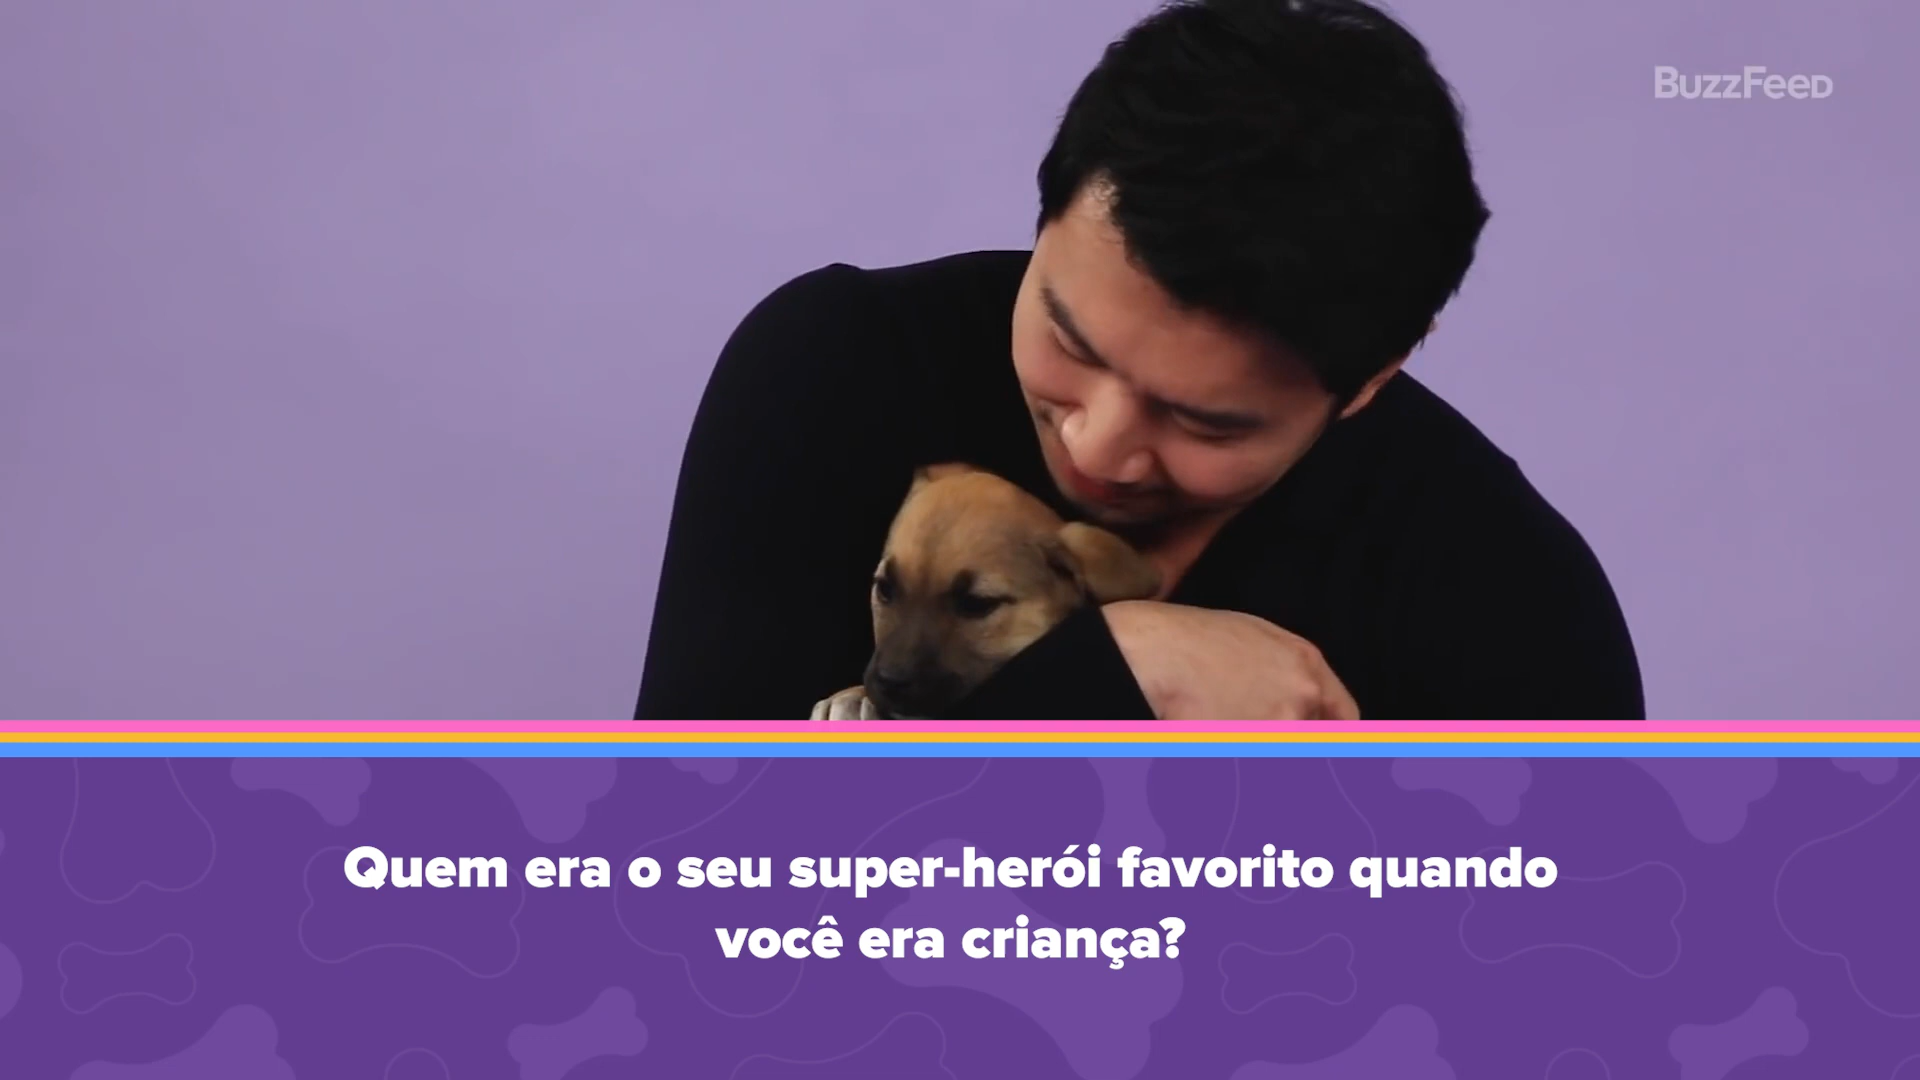 BuzzFeed
Quem era o seu super-herói favorito quando
você era criança?